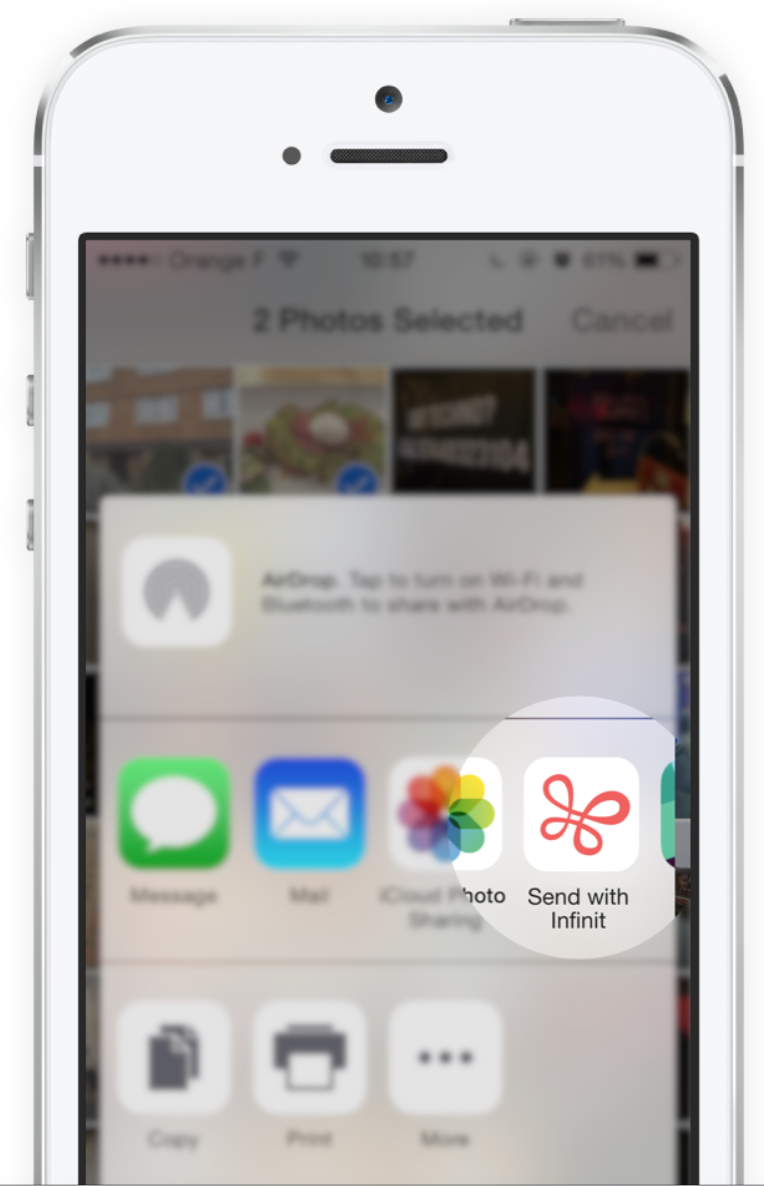 Orange F 10:57 61%
2 Photos Selected Cancel
AirDrop. Tap to turn on Wi-Fi and
Bluetooth to share with AirDrop.
Message Mail iCloud Photo Sharing Send with Infinit
Copy Print More